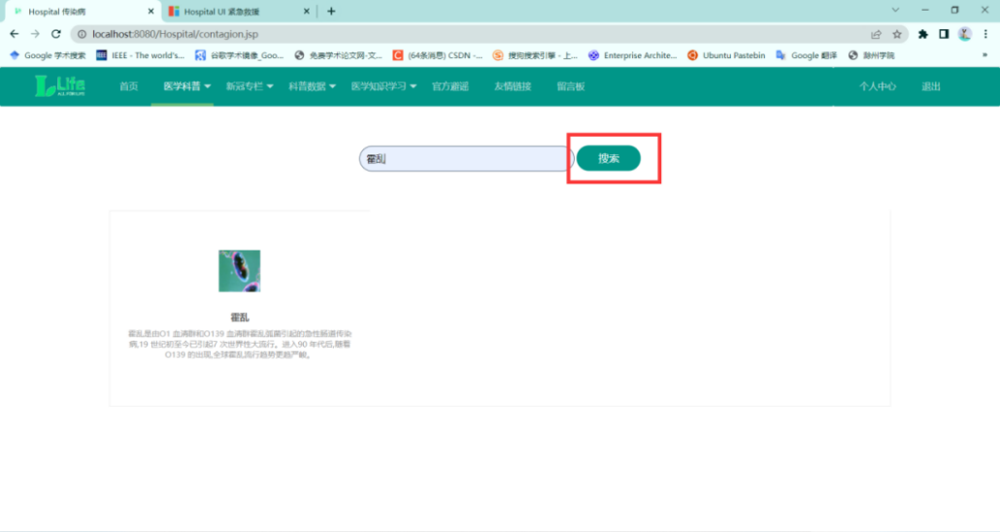 Hospital 传染病
Hospital UI 紧急救援
localhost:8080/Hospital/contagion.jsp
Google 学术搜索 IEEE - The world's... 谷歌学术镜像_Goo... 免费学术论文网-文... (64条消息) CSDN -... 搜狗搜索引擎 - 上... Enterprise Archite... Ubuntu Pastebin Google 翻译 滁州学院 »
Life
ALL FOR LIFE
首页 医学科普 新冠专栏 科普数据 医学知识学习 官方避谣 友情链接 留言板 个人中心 退出
霍乱 搜索
霍乱
霍乱是由O1 血清群和O139 血清群霍乱弧菌引起的急性肠道传染
病,19 世纪初至今已引起7 次世界性大流行。进入90 年代后,随着
O139 的出现,全球霍乱流行趋势更趋严峻。